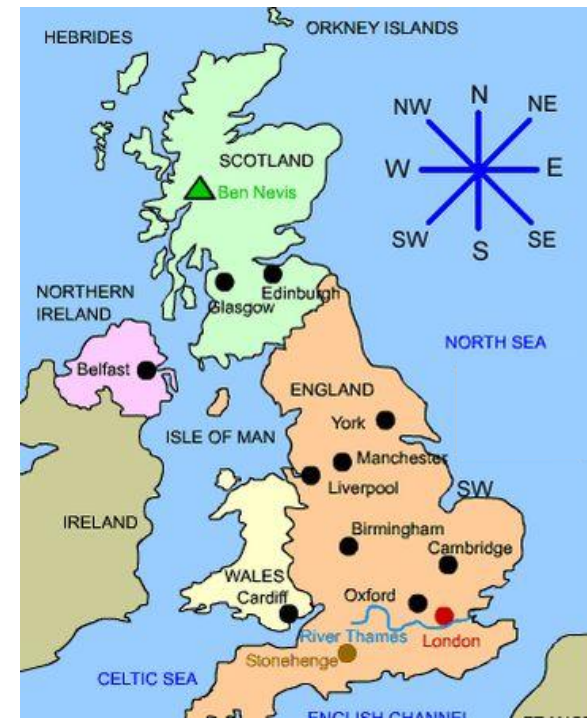 ORKNEY ISLANDS
HEBRIDES
N
NW
NE
SCOTLAND
W
E
Ben Nevis
SW
SE
S
NORTHERN
IRELAND
Edinburgh
Glasgow
NORTH SEA
Belfast
ENGLAND
York
ISLE OF MAN
Manchester
Liverpool
SW
IRELAND
Birmingham
Cambridge
WALES
Cardiff
Oxford
River Thames
London
Stonehenge
CELTIC SEA
ENGLISH CHANNEL